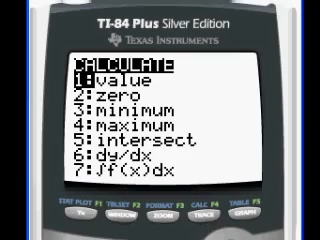 TI-84 Plus Silver Edition
TEXAS INSTRUMENTS
CALCULATE
1:value
2:zero
3:minimum
4:maximum
5:intersect
6:dy/dx
7:∫f(x)dx
STAT PLOT F1 TBLSET F2 FORMAT F3 CALC F4 TABLE F5
Y= WINDOW ZOOM TRACE GRAPH